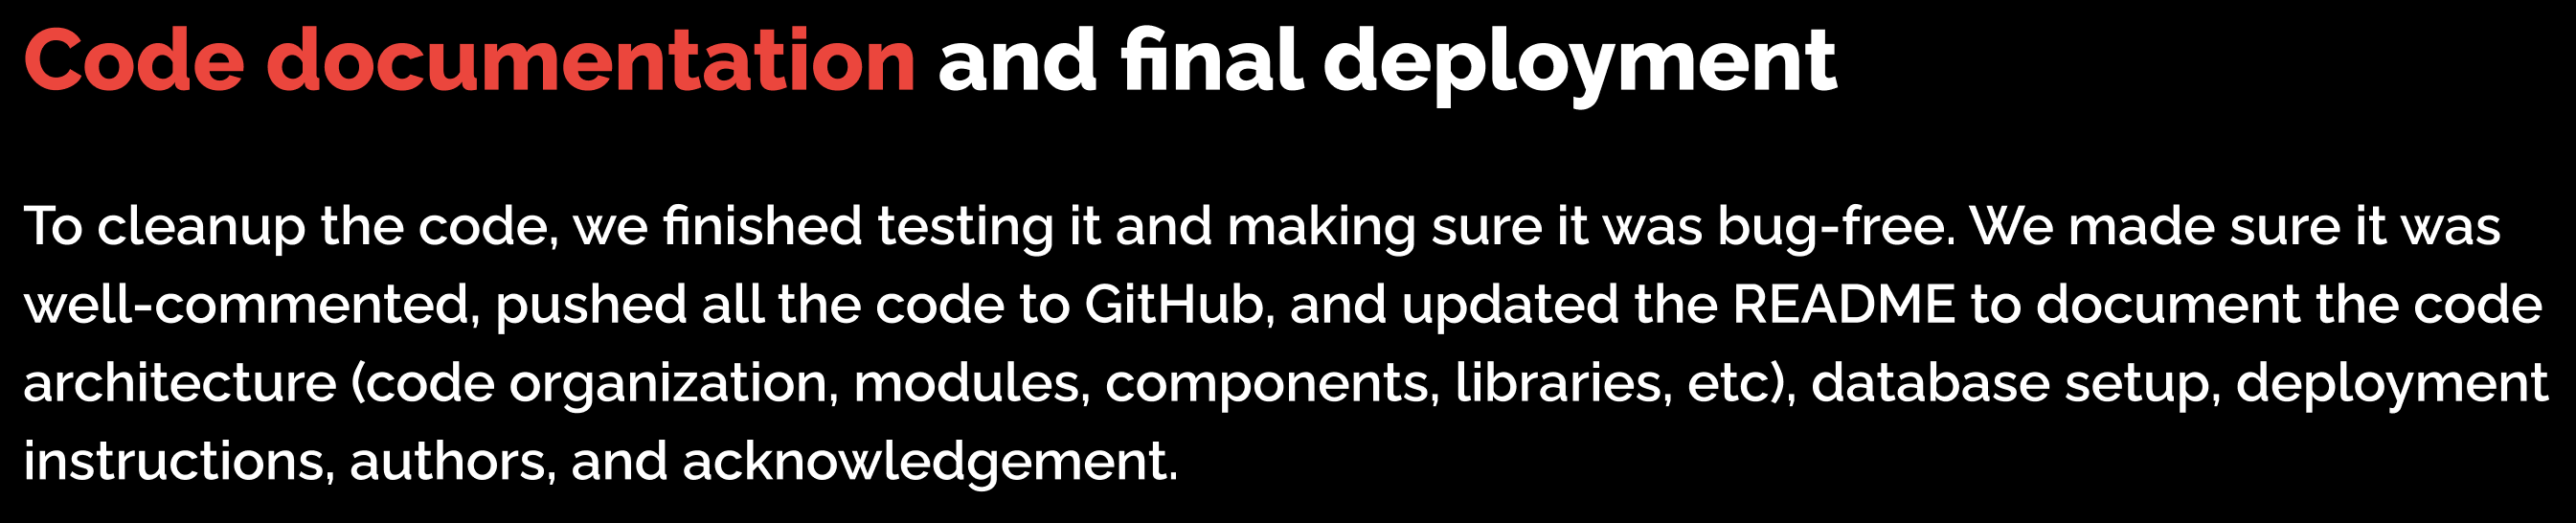 Code documentation and final deployment
To cleanup the code, we finished testing it and making sure it was bug-free. We made sure it was
well-commented, pushed all the code to GitHub, and updated the README to document the code
architecture (code organization, modules, components, libraries, etc), database setup, deployment
instructions, authors, and acknowledgement.